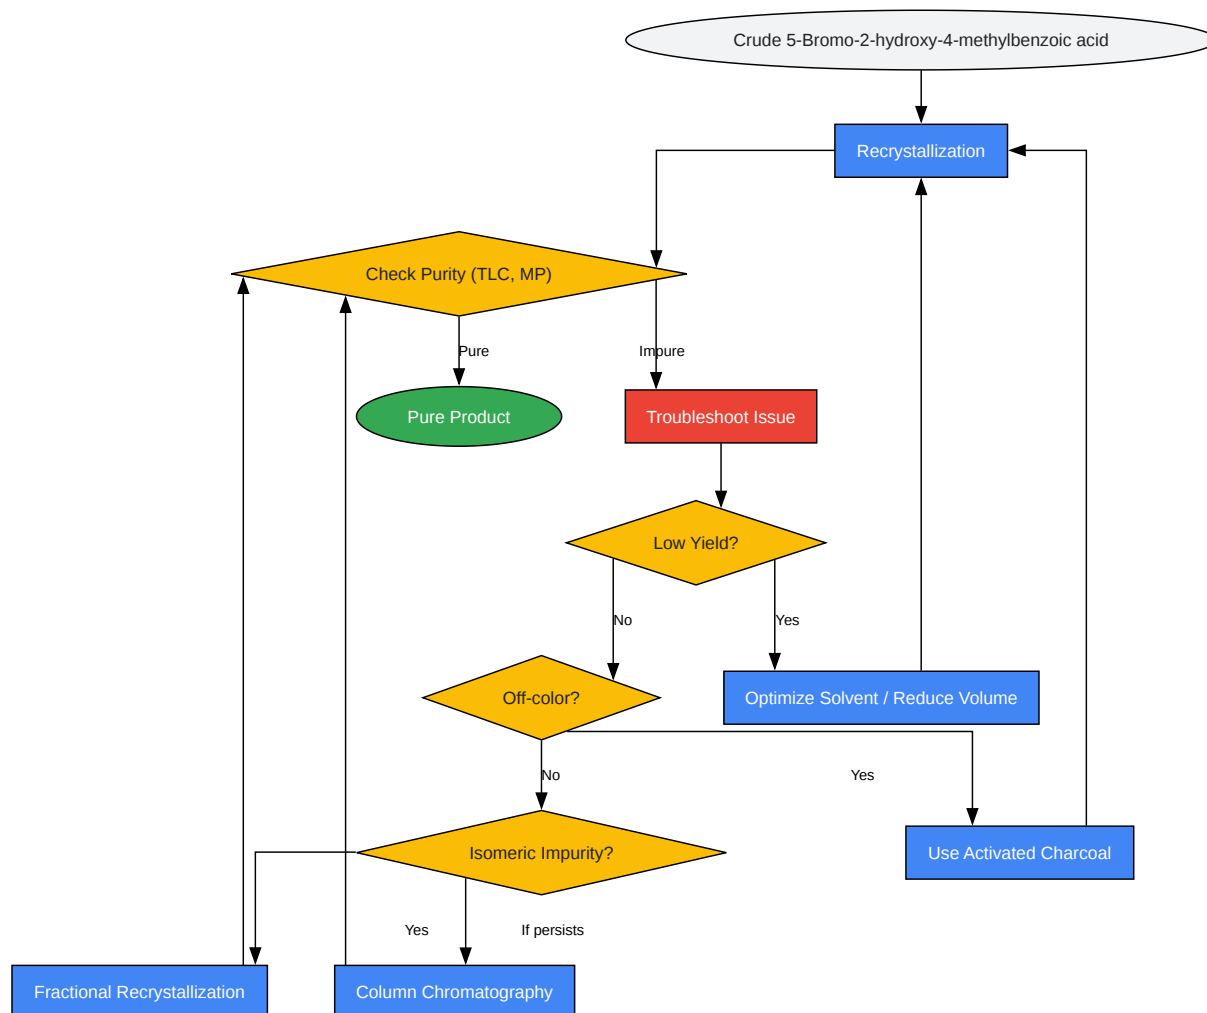 Crude 5-Bromo-2-hydroxy-4-methylbenzoic acid
Recrystallization
Check Purity (TLC, MP)
Pure
Impure
Pure Product
Troubleshoot Issue
Low Yield?
No
Yes
Off-color?
Optimize Solvent / Reduce Volume
No
Yes
Isomeric Impurity?
Use Activated Charcoal
Yes
If persists
Fractional Recrystallization
Column Chromatography